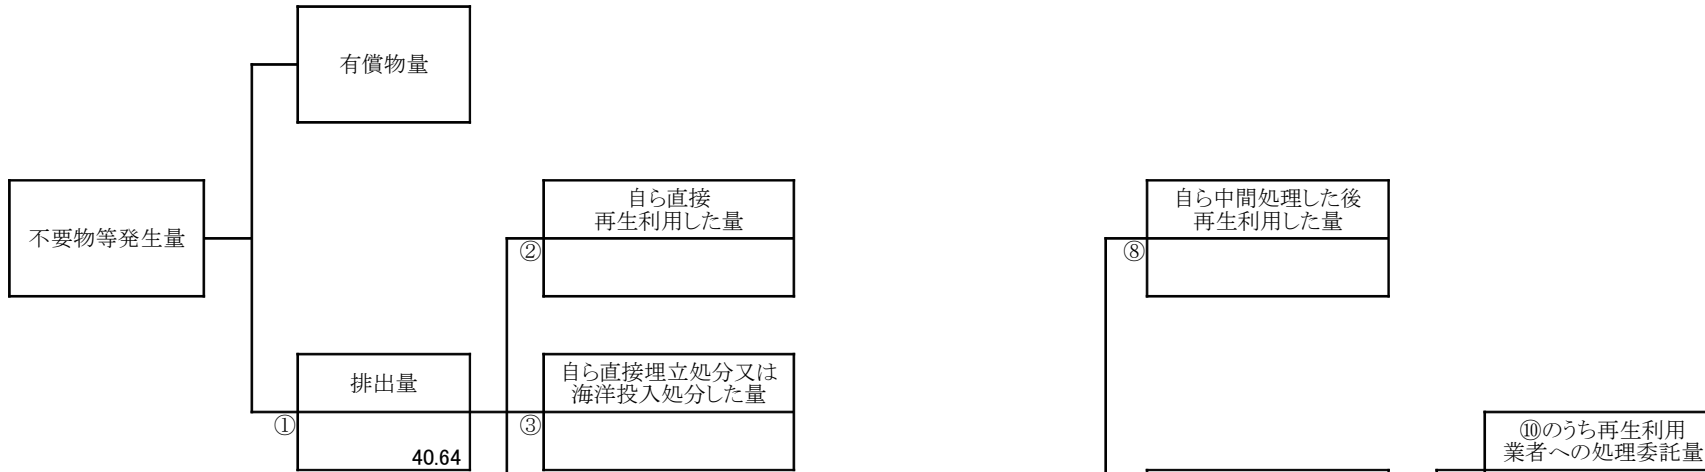 有償物量
不要物等発生量
自ら直接
再生利用した量
②
自ら中間処理した後
再生利用した量
⑧
排出量
①
40.64
自ら直接埋立処分又は
海洋投入処分した量
③
⑩のうち再生利用
業者への処理委託量